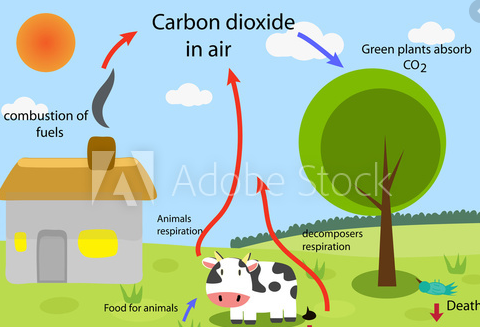 Carbon dioxide
in air
Green plants absorb
CO2
combustion of
fuels
Adobe Stock
Animals
respiration
decomposers
respiration
Food for animals
Death